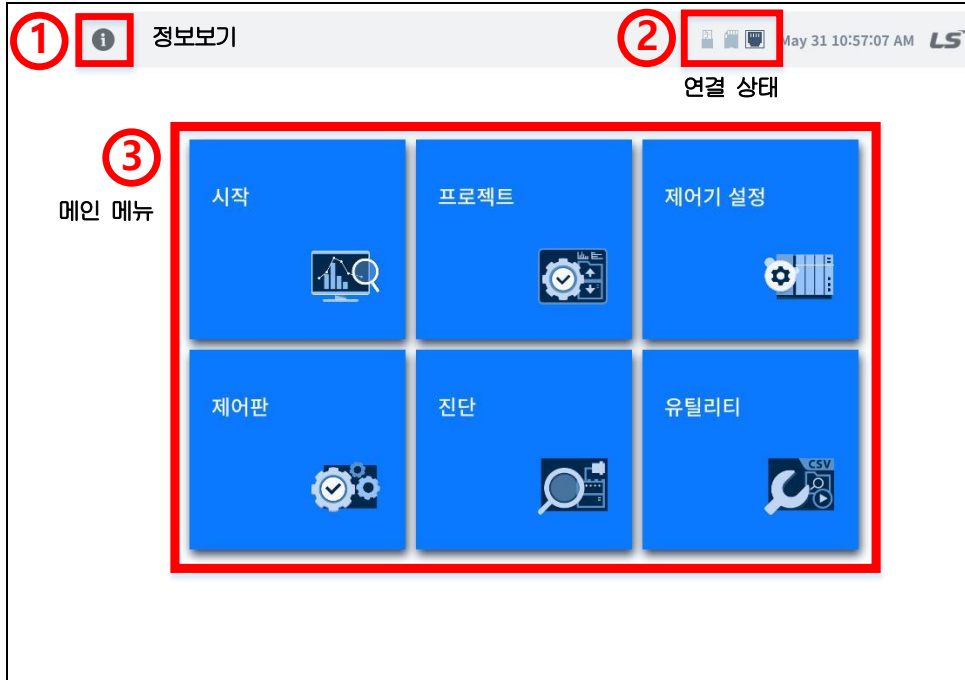 1 정보보기
2 May 31 10:57:07 AM LS
연결 상태
3
메인 메뉴
시작 프로젝트 제어기 설정
제어판 진단 유틸리티
CSV